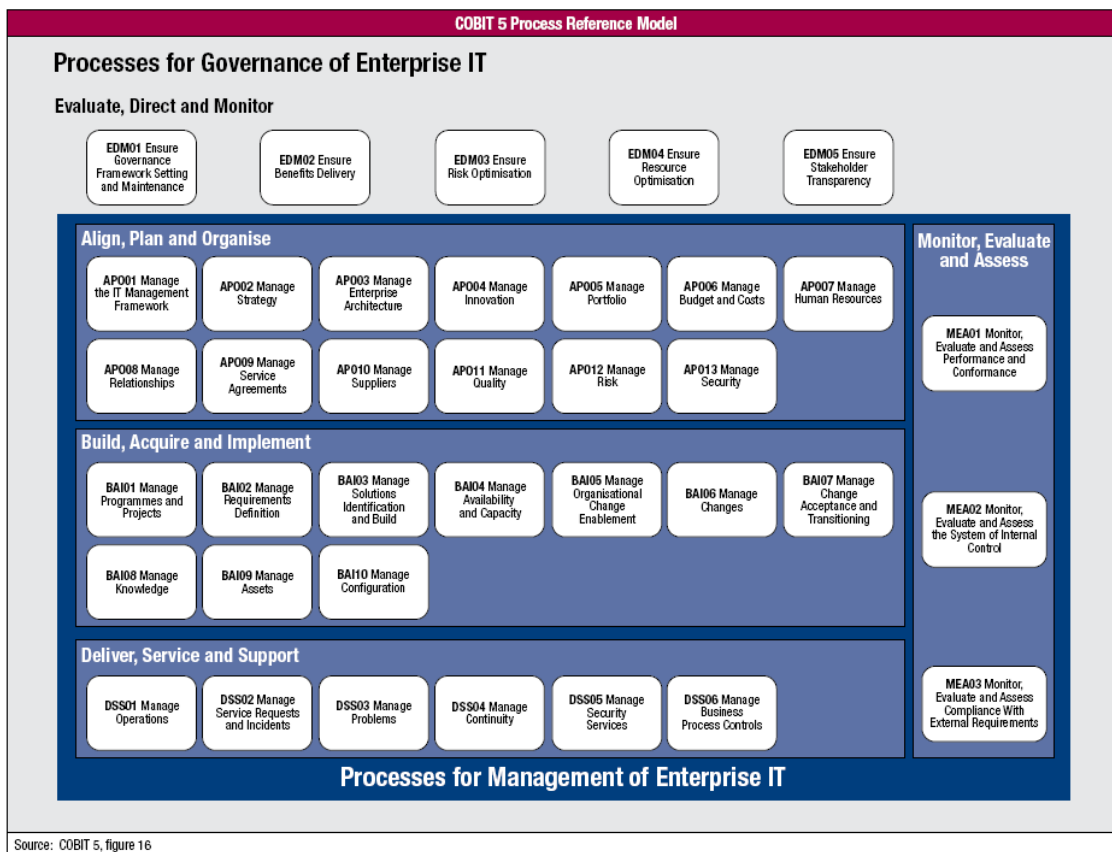 COBIT 5 Process Reference Model
Processes for Governance of Enterprise IT
Evaluate, Direct and Monitor
EDM01 Ensure
Governance
Framework Setting
and Maintenance
EDM02 Ensure
Benefits Delivery
EDM03 Ensure
Risk Optimisation
EDM04 Ensure
Resource
Optimisation
EDM05 Ensure
Stakeholder
Transparency
Align, Plan and Organise
APO01 Manage
the IT Management
Framework
APO02 Manage
Strategy
APO03 Manage
Enterprise
Architecture
APO04 Manage
Innovation
APO05 Manage
Portfolio
APO06 Manage
Budget and Costs
APO07 Manage
Human Resources
APO08 Manage
Relationships
APO09 Manage
Service
Agreements
APO10 Manage
Suppliers
APO11 Manage
Quality
APO12 Manage
Risk
APO13 Manage
Security
Build, Acquire and Implement
BAI01 Manage
Programmes and
Projects
BAI02 Manage
Requirements
Definition
BAI03 Manage
Solutions
Identification
and Build
BAI04 Manage
Availability
and Capacity
BAI05 Manage
Organisational
Change
Enablement
BAI06 Manage
Changes
BAI07 Manage
Change
Acceptance and
Transitioning
BAI08 Manage
Knowledge
BAI09 Manage
Assets
BAI10 Manage
Configuration
Deliver, Service and Support
DSS01 Manage
Operations
DSS02 Manage
Service Requests
and Incidents
DSS03 Manage
Problems
DSS04 Manage
Continuity
DSS05 Manage
Security
Services
DSS06 Manage
Business
Process Controls
Monitor, Evaluate
and Assess
MEA01 Monitor,
Evaluate and Assess
Performance and
Conformance
MEA02 Monitor,
Evaluate and Assess
the System of Internal
Control
MEA03 Monitor,
Evaluate and Assess
Compliance With
External Requirements
Processes for Management of Enterprise IT
Source: COBIT 5, figure 16